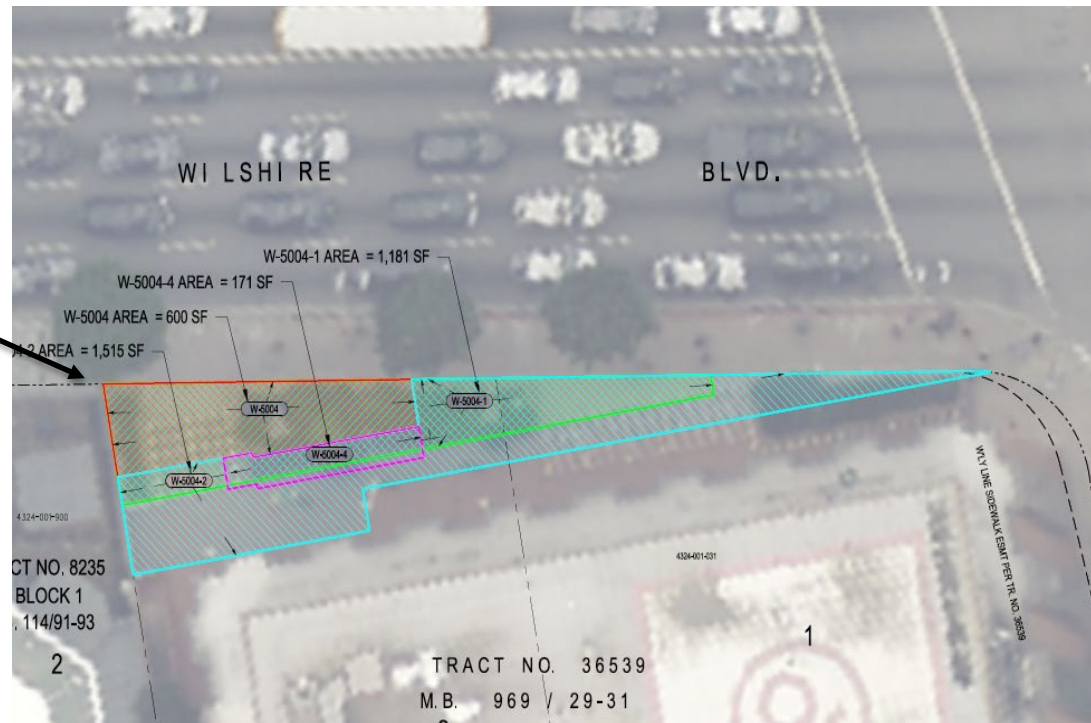 WILSHIRE BLVD.
W-5004-1 AREA = 1,181 SF
W-5004-4 AREA = 171 SF
W-5004 AREA = 600 SF
04-2 AREA = 1,515 SF
W-5004
W-5004-1
W-5004-4
W-5004-2
4324-001-900
4324-001-031
W'LY LINE SIDEWALK ESMT PER TR. NO. 36539
CT NO. 8235
BLOCK 1
. 114/91-93
2
1
TRACT NO. 36539
M.B. 969 / 29-31